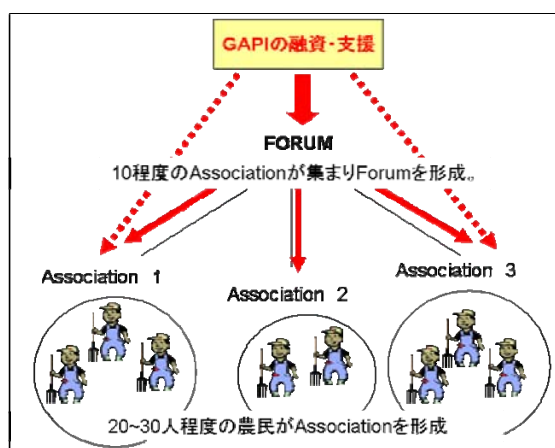 GAPIの融資・支援
FORUM
10程度のAssociationが集まりForumを形成。
Association 1
Association 2
Association 3
20~30人程度の農民がAssociationを形成